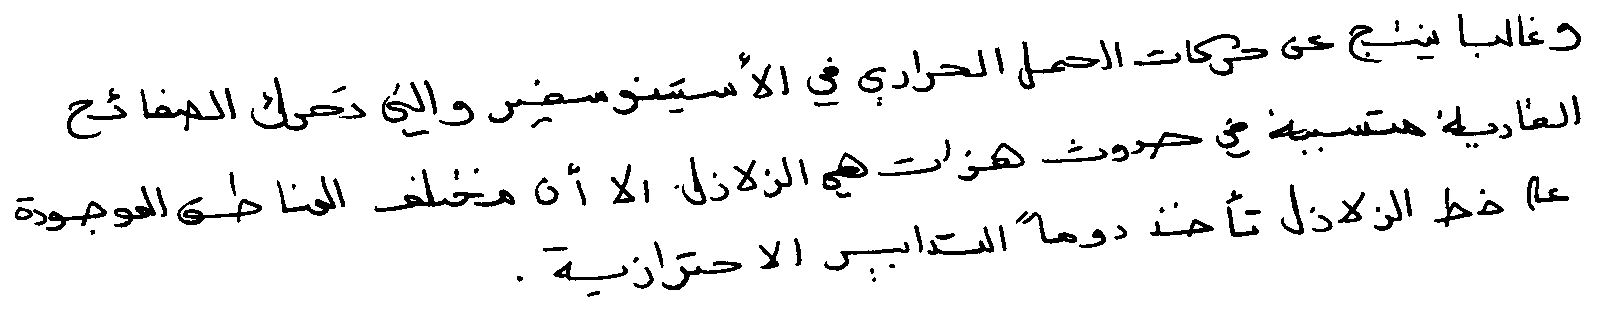 وغالبا ينتج عن حركات الحمل الحراري في الأستينوسفير والتي تحرك الصفائح
القارية متسببة في حدوث هزات هي الزلازل الا أن مختلف المناطق الموجودة
على خط الزلازل تأخذ دوماً التدابير الاحترازية .